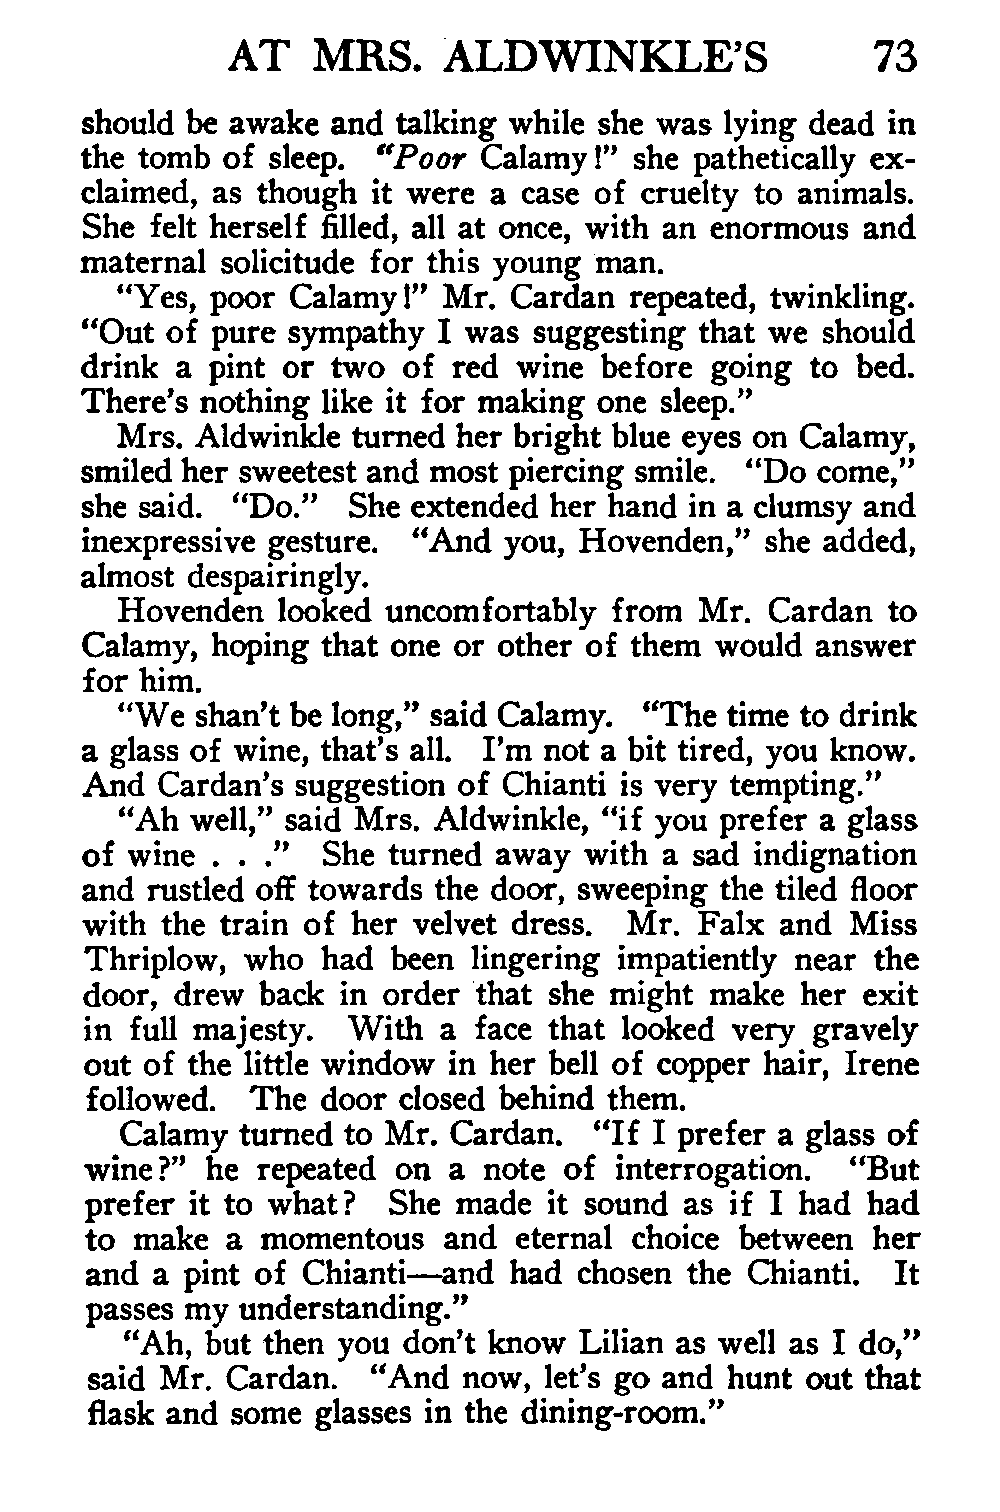 AT MRS. ALDWINKLE'S 73
should be awake and talking while she was lying dead in
the tomb of sleep. "Poor Calamy!" she pathetically ex-
claimed, as though it were a case of cruelty to animals.
She felt herself filled, all at once, with an enormous and
maternal solicitude for this young man.
"Yes, poor Calamy!" Mr. Cardan repeated, twinkling.
"Out of pure sympathy I was suggesting that we should
drink a pint or two of red wine before going to bed.
There's nothing like it for making one sleep."
Mrs. Aldwinkle turned her bright blue eyes on Calamy,
smiled her sweetest and most piercing smile. "Do come,"
she said. "Do." She extended her hand in a clumsy and
inexpressive gesture. "And you, Hovenden," she added,
almost despairingly.
Hovenden looked uncomfortably from Mr. Cardan to
Calamy, hoping that one or other of them would answer
for him.
"We shan't be long," said Calamy. "The time to drink
a glass of wine, that's all. I'm not a bit tired, you know.
And Cardan's suggestion of Chianti is very tempting."
"Ah well," said Mrs. Aldwinkle, "if you prefer a glass
of wine . . ." She turned away with a sad indignation
and rustled off towards the door, sweeping the tiled floor
with the train of her velvet dress. Mr. Falx and Miss
Thriplow, who had been lingering impatiently near the
door, drew back in order that she might make her exit
in full majesty. With a face that looked very gravely
out of the little window in her bell of copper hair, Irene
followed. The door closed behind them.
Calamy turned to Mr. Cardan. "If I prefer a glass of
wine?" he repeated on a note of interrogation. "But
prefer it to what? She made it sound as if I had had
to make a momentous and eternal choice between her
and a pint of Chianti—and had chosen the Chianti. It
passes my understanding."
"Ah, but then you don't know Lilian as well as I do,"
said Mr. Cardan. "And now, let's go and hunt out that
flask and some glasses in the dining-room."